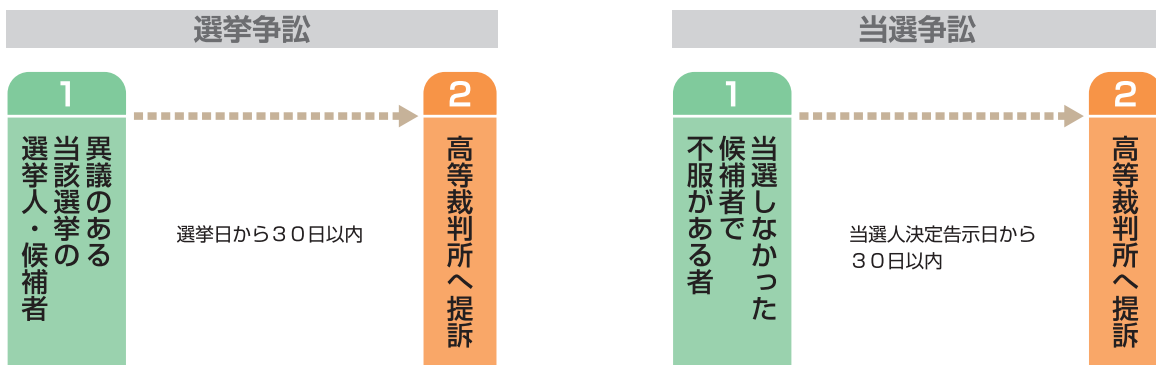 選挙争訟
1
異議のある
当該選挙の
選挙人・候補者
選挙日から３０日以内
2
高等裁判所へ提訴
当選争訟
1
当選しなかった
候補者で
不服がある者
当選人決定告示日から
３０日以内
2
高等裁判所へ提訴